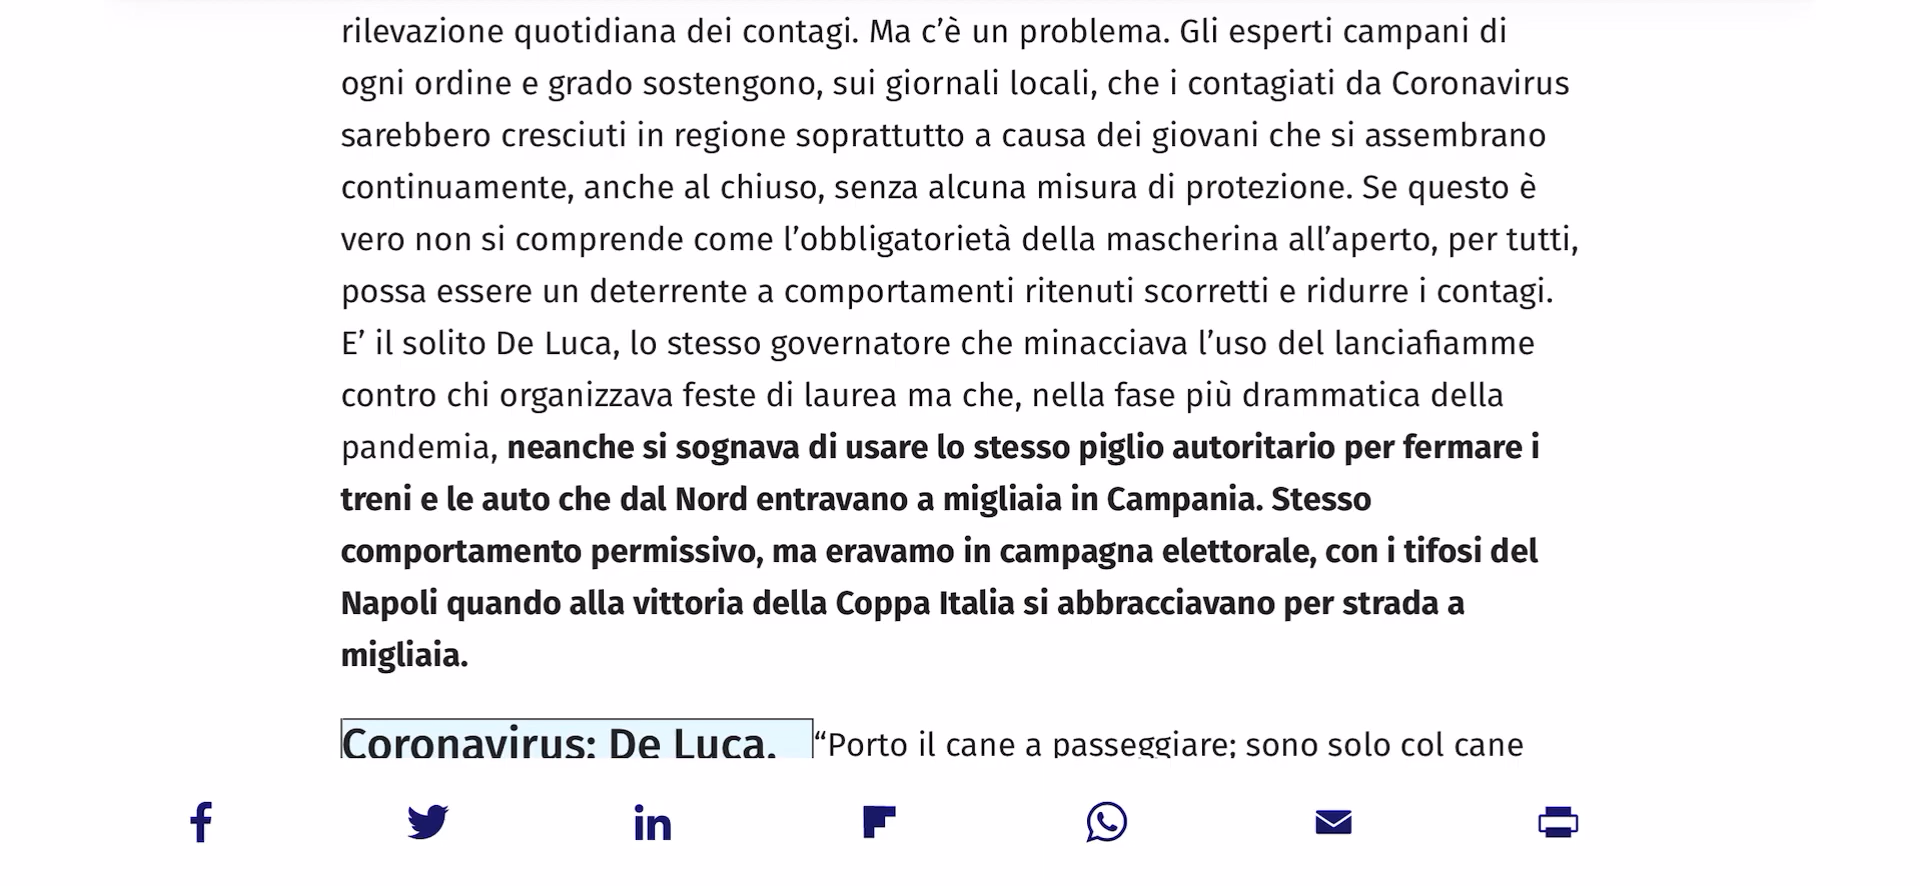 rilevazione quotidiana dei contagi. Ma c’è un problema. Gli esperti campani di
ogni ordine e grado sostengono, sui giornali locali, che i contagiati da Coronavirus
sarebbero cresciuti in regione soprattutto a causa dei giovani che si assembrano
continuamente, anche al chiuso, senza alcuna misura di protezione. Se questo è
vero non si comprende come l’obbligatorietà della mascherina all’aperto, per tutti,
possa essere un deterrente a comportamenti ritenuti scorretti e ridurre i contagi.
E’ il solito De Luca, lo stesso governatore che minacciava l’uso del lanciafiamme
contro chi organizzava feste di laurea ma che, nella fase più drammatica della
pandemia, neanche si sognava di usare lo stesso piglio autoritario per fermare i
treni e le auto che dal Nord entravano a migliaia in Campania. Stesso
comportamento permissivo, ma eravamo in campagna elettorale, con i tifosi del
Napoli quando alla vittoria della Coppa Italia si abbracciavano per strada a
migliaia.
Coronavirus: De Luca, “Porto il cane a passeggiare; sono solo col cane